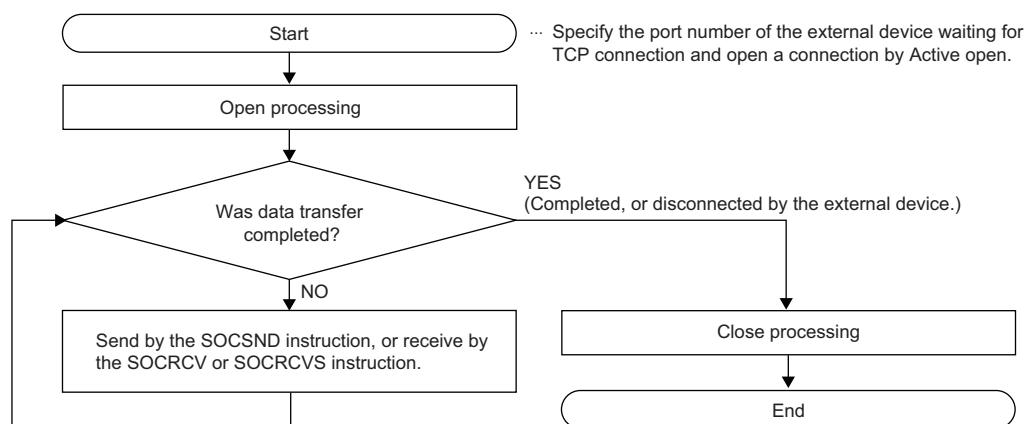 Start
··· Specify the port number of the external device waiting for
TCP connection and open a connection by Active open.
Open processing
YES
(Completed, or disconnected by the external device.)
Was data transfer
completed?
NO
Send by the SOCSND instruction, or receive by
the SOCRCV or SOCRCVS instruction.
Close processing
End